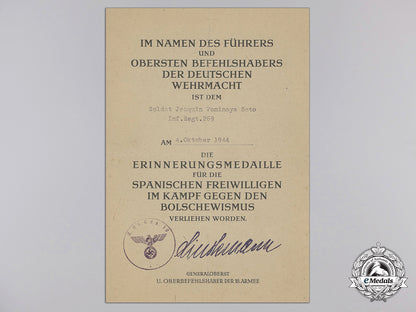 IM NAMEN DES FÜHRERS
UND
OBERSTEN BEFEHLSHABERS
DER DEUTSCHEN
WEHRMACHT
IST DEM
Soldat Joaquin Dominaya Soto
Inf.Regt.269
AM 4.Oktober 1944
DIE
ERINNERUNGSMEDAILLE
FÜR DIE
SPANISCHEN FREIWILLIGEN
IM KAMPF GEGEN DEN
BOLSCHEWISMUS
VERLIEHEN WORDEN.
Lindemann
GENERALOBERST
U. OBERBEFEHLSHABER DER 18. ARMEE
eMedals